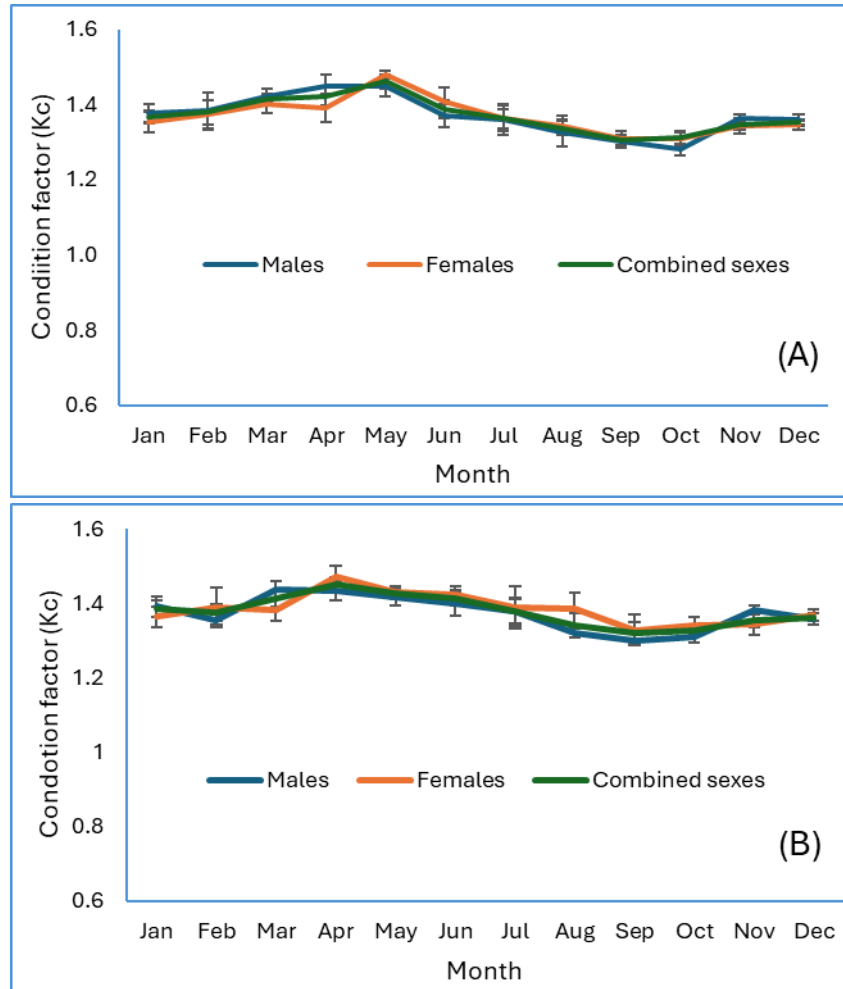 1.6
1.4
1.2
1.0
0.8
0.6
Condiition factor (Kc)
Males Females Combined sexes
(A)
Jan Feb Mar Apr May Jun Jul Aug Sep Oct Nov Dec
Month
1.6
1.4
1.2
1
0.8
0.6
Condotion factor (Kc)
Males Females Combined sexes
(B)
Jan Feb Mar Apr May Jun Jul Aug Sep Oct Nov Dec
Month